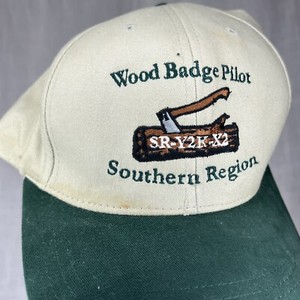 Wood Badge Pilot
SR-Y2K-X2
Southern Region